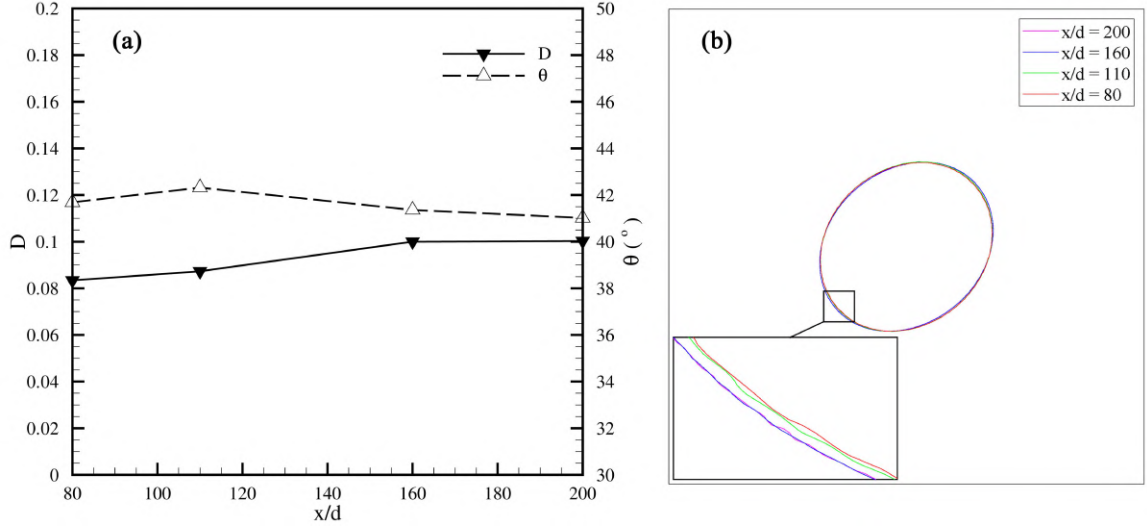 (a)
D
θ
0.2
0.18
0.16
0.14
0.12
0.1
0.08
0.06
0.04
0.02
0
D
50
48
46
44
42
40
38
36
34
32
30
θ ( ° )
80 100 120 140 160 180 200
x/d
(b)
x/d = 200
x/d = 160
x/d = 110
x/d = 80